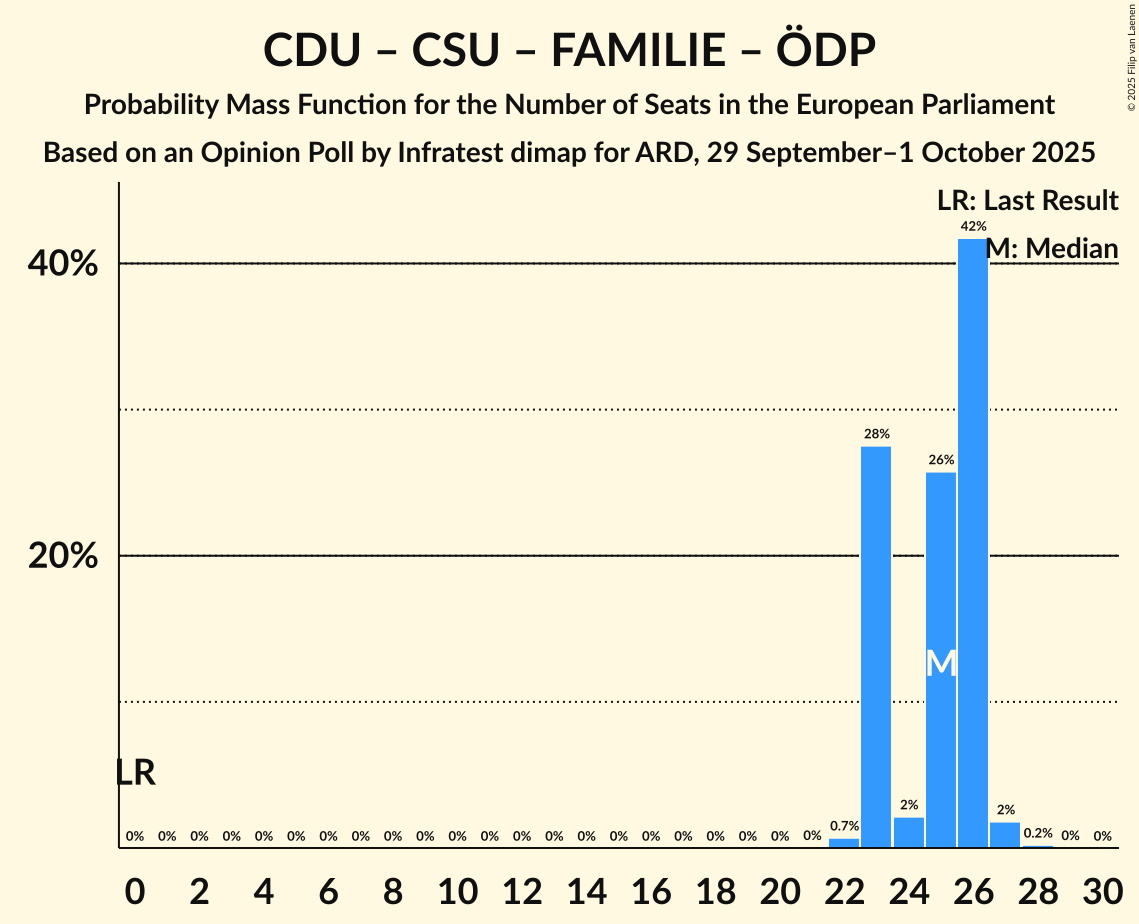 CDU – CSU – FAMILIE – ÖDP
Probability Mass Function for the Number of Seats in the European Parliament
Based on an Opinion Poll by Infratest dimap for ARD, 29 September–1 October 2025
© 2025 Filip van Laenen
LR: Last Result
M: Median
42%
40%
28%
26%
20%
M
LR
0% 0% 0% 0% 0% 0% 0% 0% 0% 0% 0% 0% 0% 0% 0% 0% 0% 0% 0% 0% 0% 0% 0.7% 2% 2% 0.2% 0% 0%
0 2 4 6 8 10 12 14 16 18 20 22 24 26 28 30